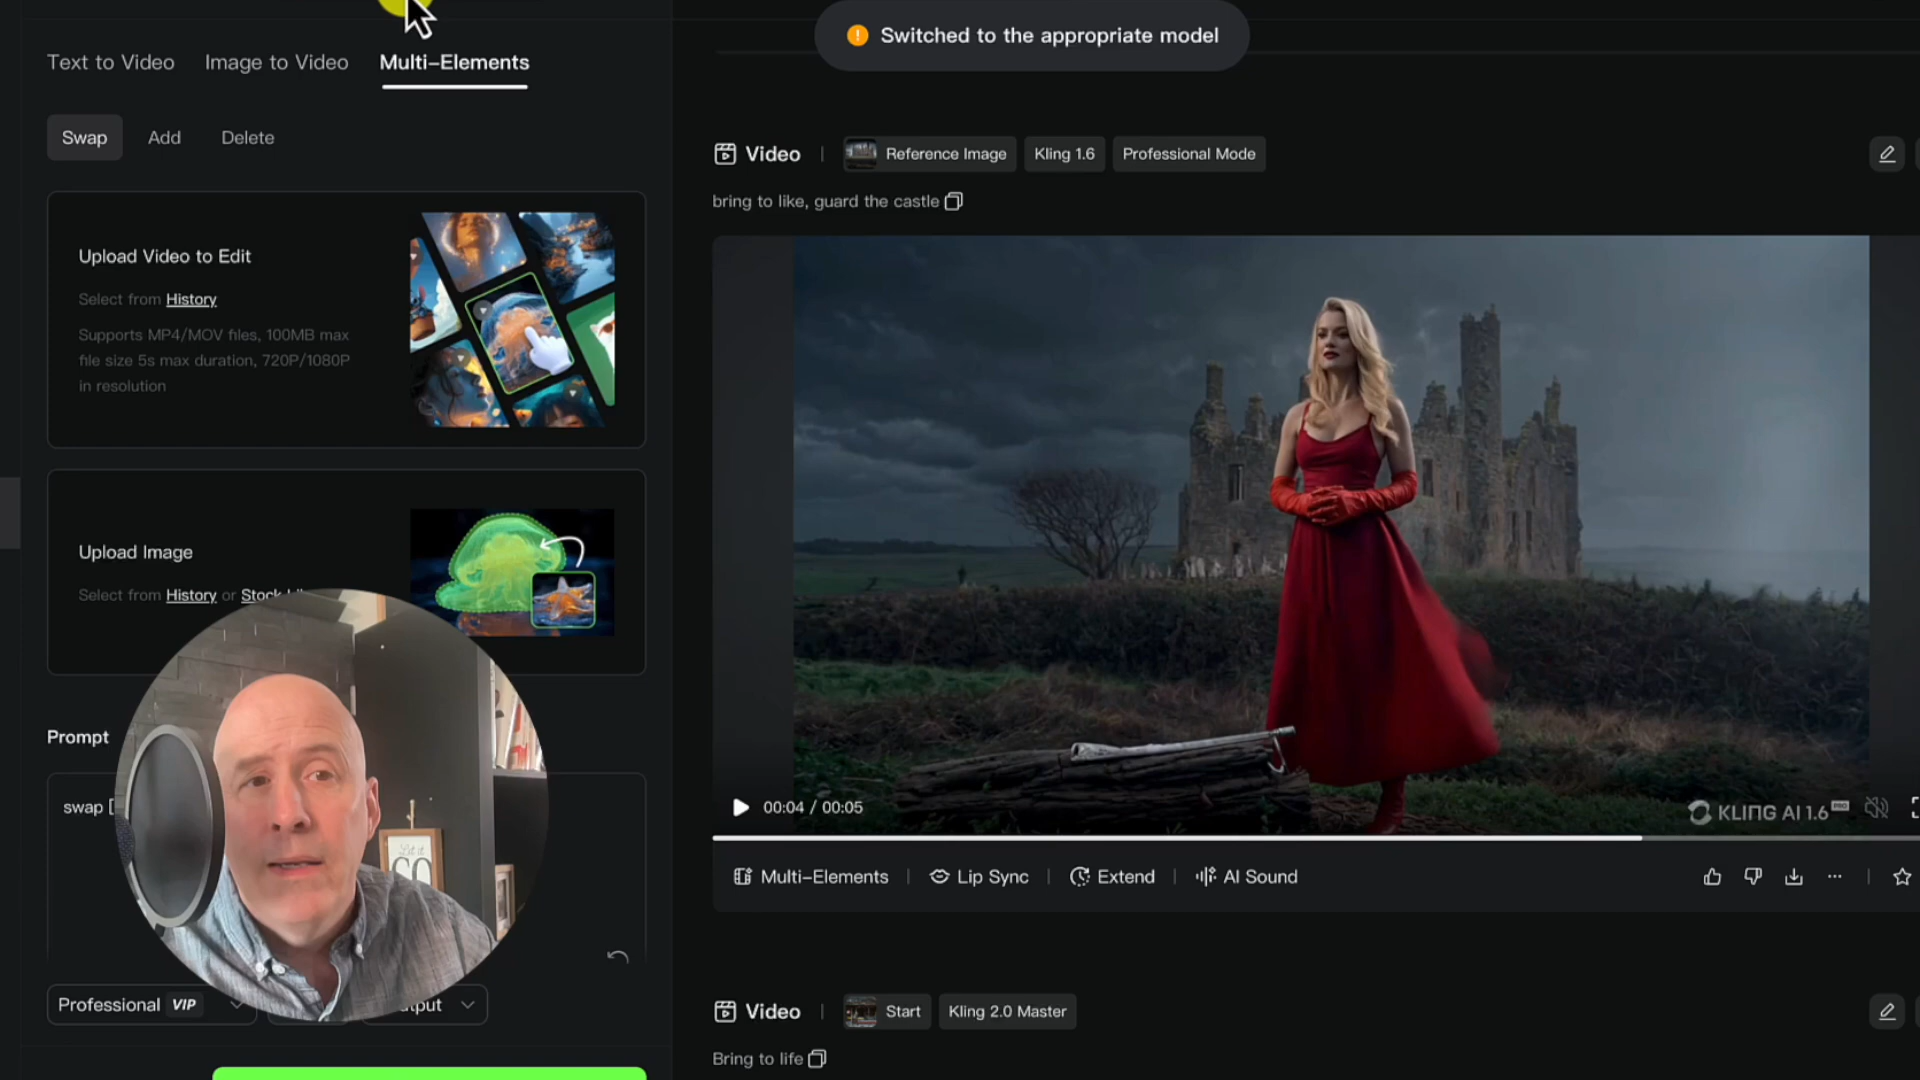 Switched to the appropriate model
Text to Video Image to Video Multi-Elements
Swap Add Delete
Upload Video to Edit
Select from History
Supports MP4/MOV files, 100MB max
file size 5s max duration, 720P/1080P
in resolution
Upload Image
Select from History or Stock
Prompt
swap [
Professional VIP
Video Reference Image Kling 1.6 Professional Mode
bring to like, guard the castle
00:04 / 00:05
KLING AI 1.6 PRO
Multi-Elements Lip Sync Extend AI Sound
Video Start Kling 2.0 Master
Bring to life